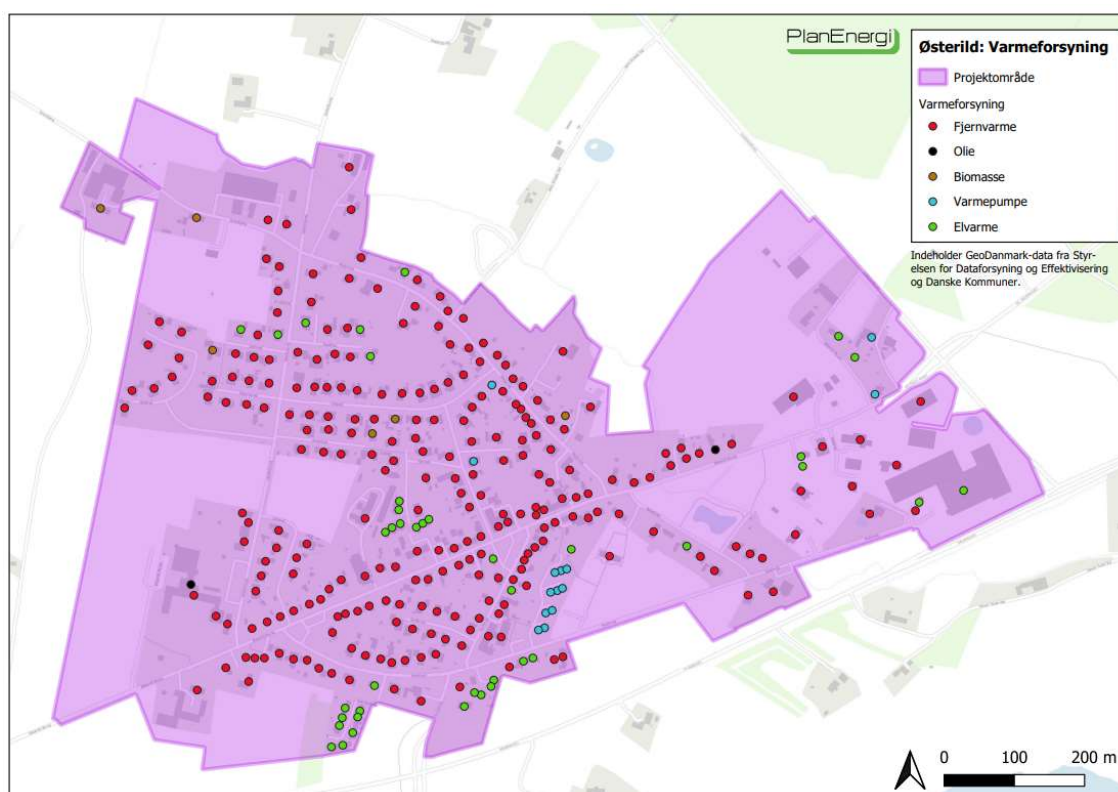 PlanEnergi
Østerild: Varmeforsyning
Projektområde
Varmeforsyning
Fjernvarme
Olie
Biomasse
Varmepumpe
Elvarme
Indeholder GeoDanmark-data fra Styr-
elsen for Dataforsyning og Effektivisering
og Danske Kommuner.
0 100 200 m